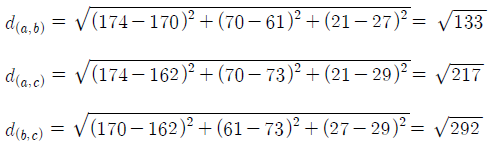 d(a,b) = √(174 − 170)² + (70 − 61)² + (21 − 27)² = √133
d(a,c) = √(174 − 162)² + (70 − 73)² + (21 − 29)² = √217
d(b,c) = √(170 − 162)² + (61 − 73)² + (27 − 29)² = √292